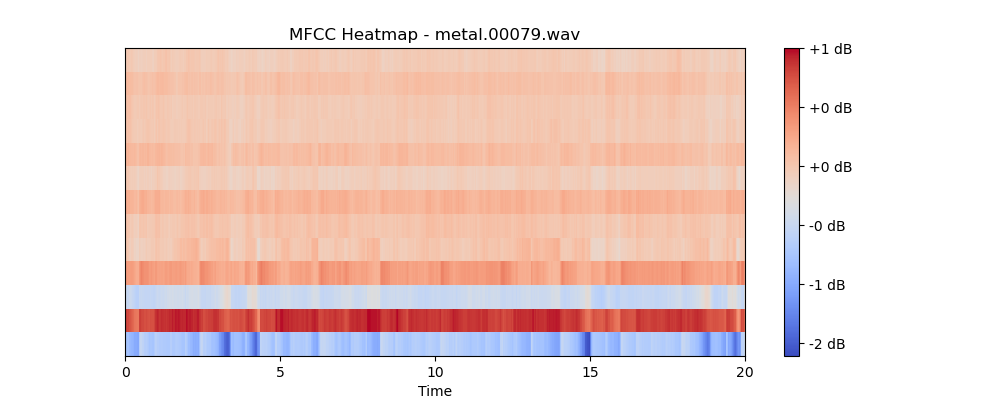 MFCC Heatmap - metal.00079.wav
+1 dB
+0 dB
+0 dB
-0 dB
-1 dB
-2 dB
0 5 10 15 20
Time